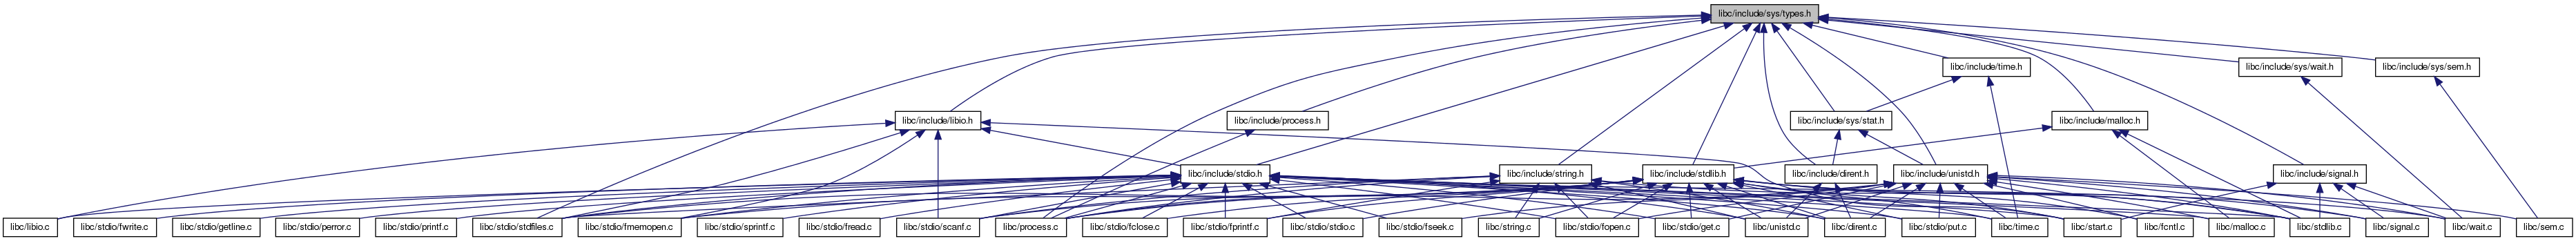 libc/include/sys/types.h
libc/include/time.h
libc/include/sys/wait.h
libc/include/sys/sem.h
libc/include/libio.h
libc/include/process.h
libc/include/sys/stat.h
libc/include/malloc.h
libc/include/stdio.h
libc/include/string.h
libc/include/stdlib.h
libc/include/dirent.h
libc/include/unistd.h
libc/include/signal.h
libc/libio.c
libc/stdio/fwrite.c
libc/stdio/getline.c
libc/stdio/perror.c
libc/stdio/printf.c
libc/stdio/stdfiles.c
libc/stdio/fmemopen.c
libc/stdio/sprintf.c
libc/stdio/fread.c
libc/stdio/scanf.c
libc/process.c
libc/stdio/fclose.c
libc/stdio/fprintf.c
libc/stdio/stdio.c
libc/stdio/fseek.c
libc/string.c
libc/stdio/fopen.c
libc/stdio/get.c
libc/unistd.c
libc/dirent.c
libc/stdio/put.c
libc/time.c
libc/start.c
libc/fcntl.c
libc/malloc.c
libc/stdlib.c
libc/signal.c
libc/wait.c
libc/sem.c